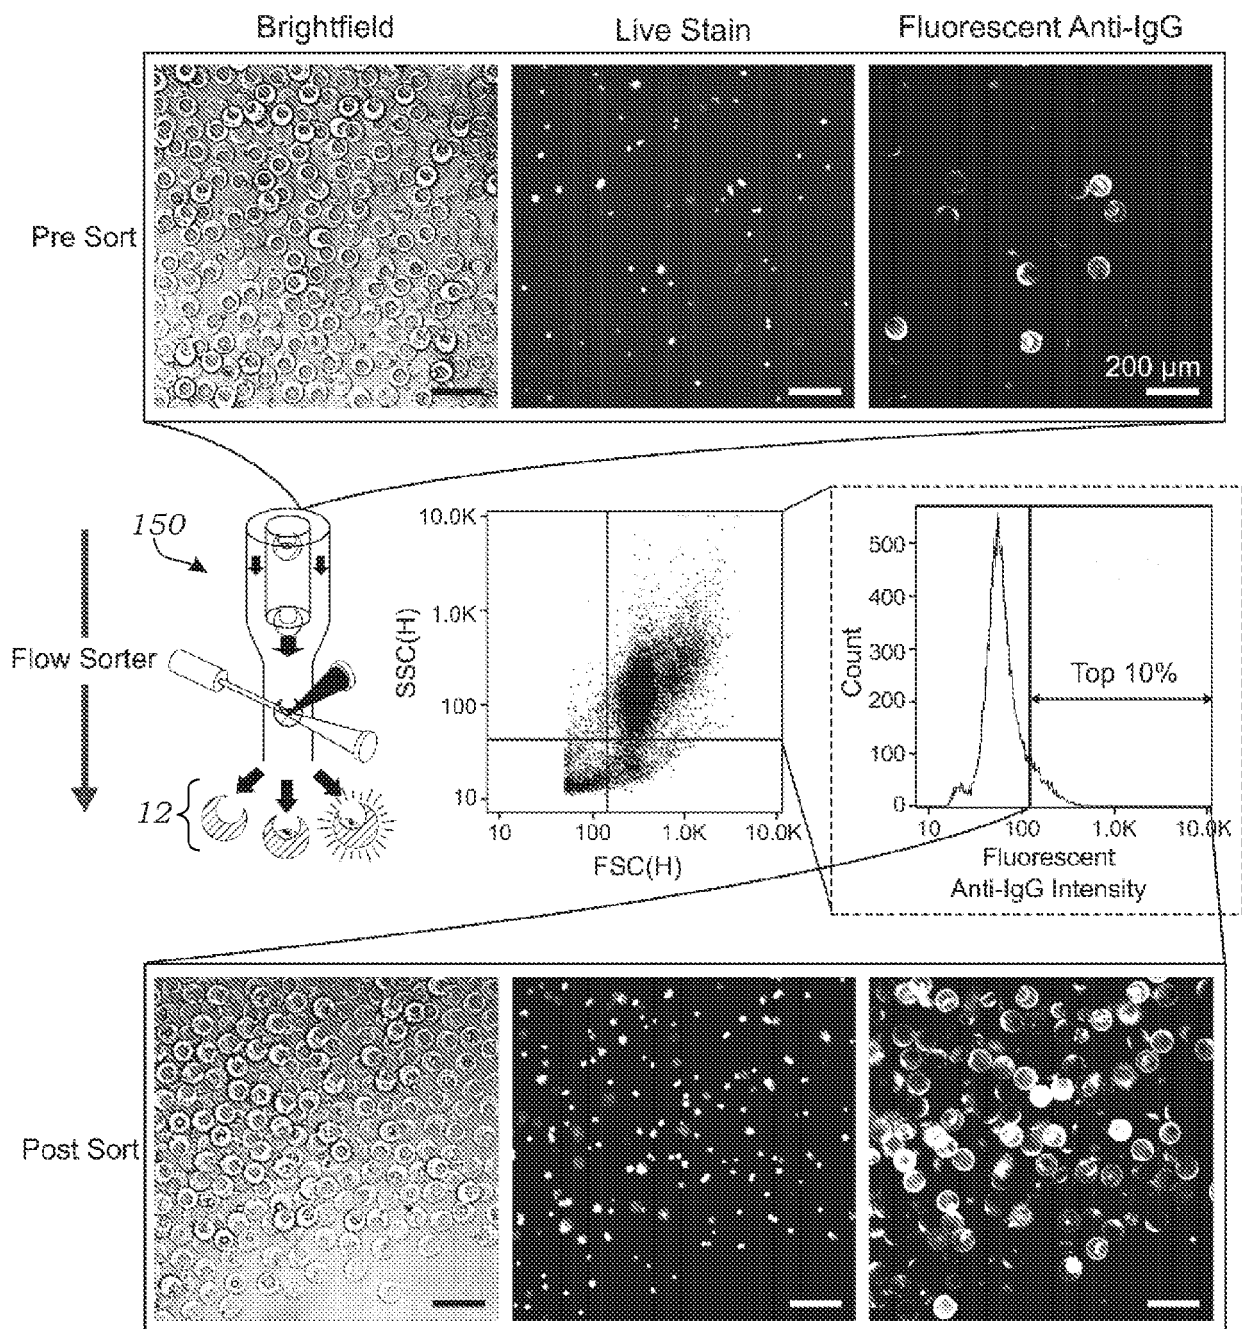 Brightfield
Live Stain
Fluorescent Anti-IgG
Pre Sort
200 µm
150
Flow Sorter
12
SSC(H)
10.0K
1.0K
100
10
10
100
1.0K
10.0K
FSC(H)
Count
500
400
300
200
100
0
Top 10%
10
100
1.0K
10.0K
Fluorescent
Anti-IgG Intensity
Post Sort